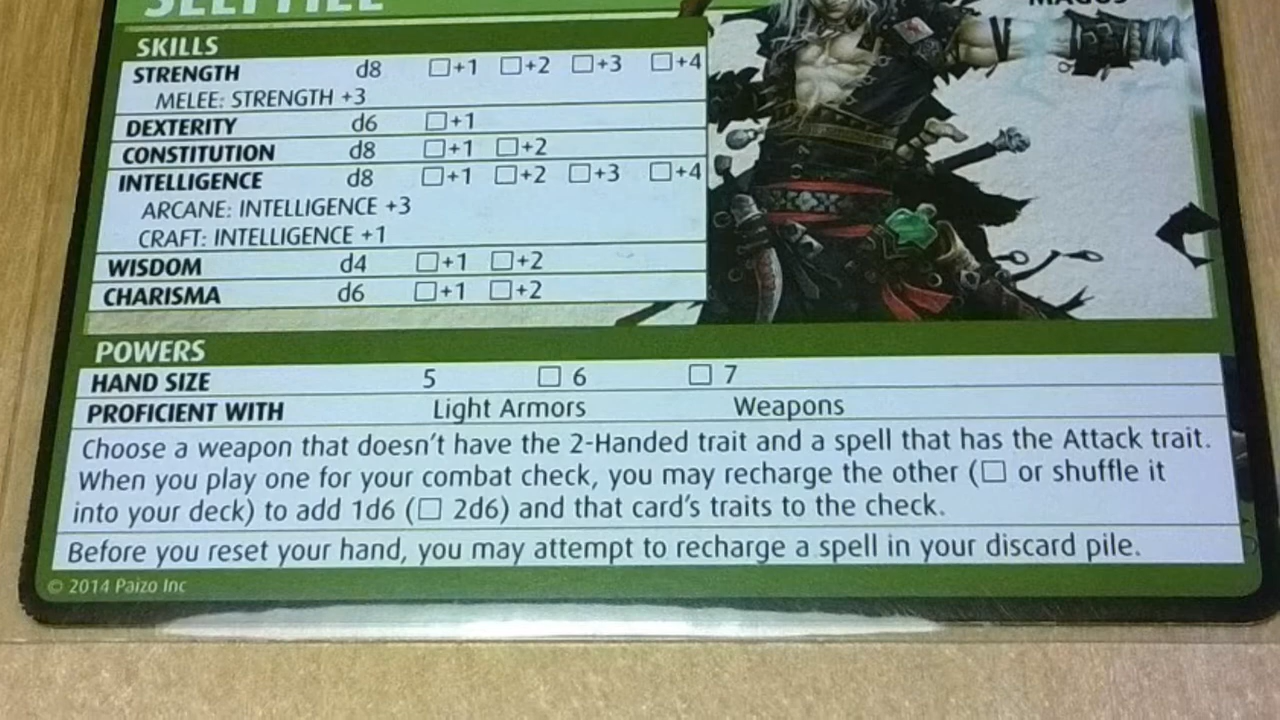 SKILLS
STRENGTH d8 □+1 □+2 □+3 □+4
MELEE: STRENGTH +3
DEXTERITY d6 □+1
CONSTITUTION d8 □+1 □+2
INTELLIGENCE d8 □+1 □+2 □+3 □+4
ARCANE: INTELLIGENCE +3
CRAFT: INTELLIGENCE +1
WISDOM d4 □+1 □+2
CHARISMA d6 □+1 □+2
POWERS
HAND SIZE 5 □ 6 □ 7
PROFICIENT WITH Light Armors Weapons
Choose a weapon that doesn't have the 2-Handed trait and a spell that has the Attack trait.
When you play one for your combat check, you may recharge the other (□ or shuffle it
into your deck) to add 1d6 (□ 2d6) and that card's traits to the check.
Before you reset your hand, you may attempt to recharge a spell in your discard pile.
© 2014 Paizo Inc